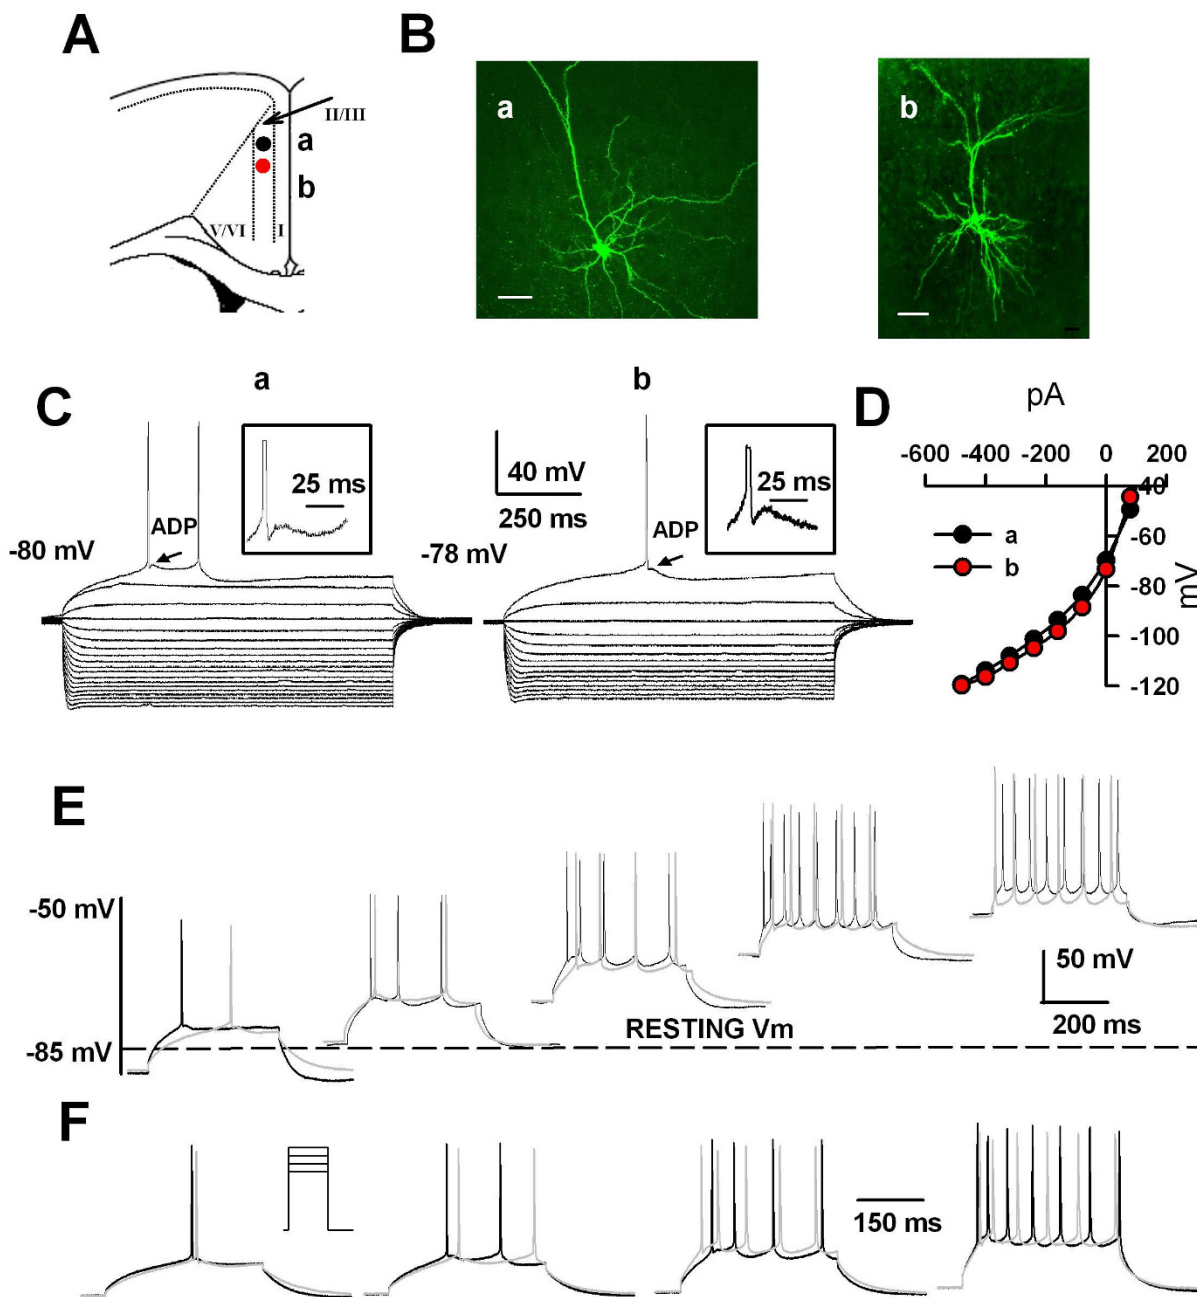 A
B
II/III
a
b
V/VI
I
a
b
C
a
b
D
pA
-600 -400 -200 0 200
-40
-60
-80
-100
-120
mV
a
b
25 ms
ADP
-80 mV
40 mV
250 ms
25 ms
ADP
-78 mV
E
-50 mV
-85 mV
RESTING Vm
50 mV
200 ms
F
150 ms